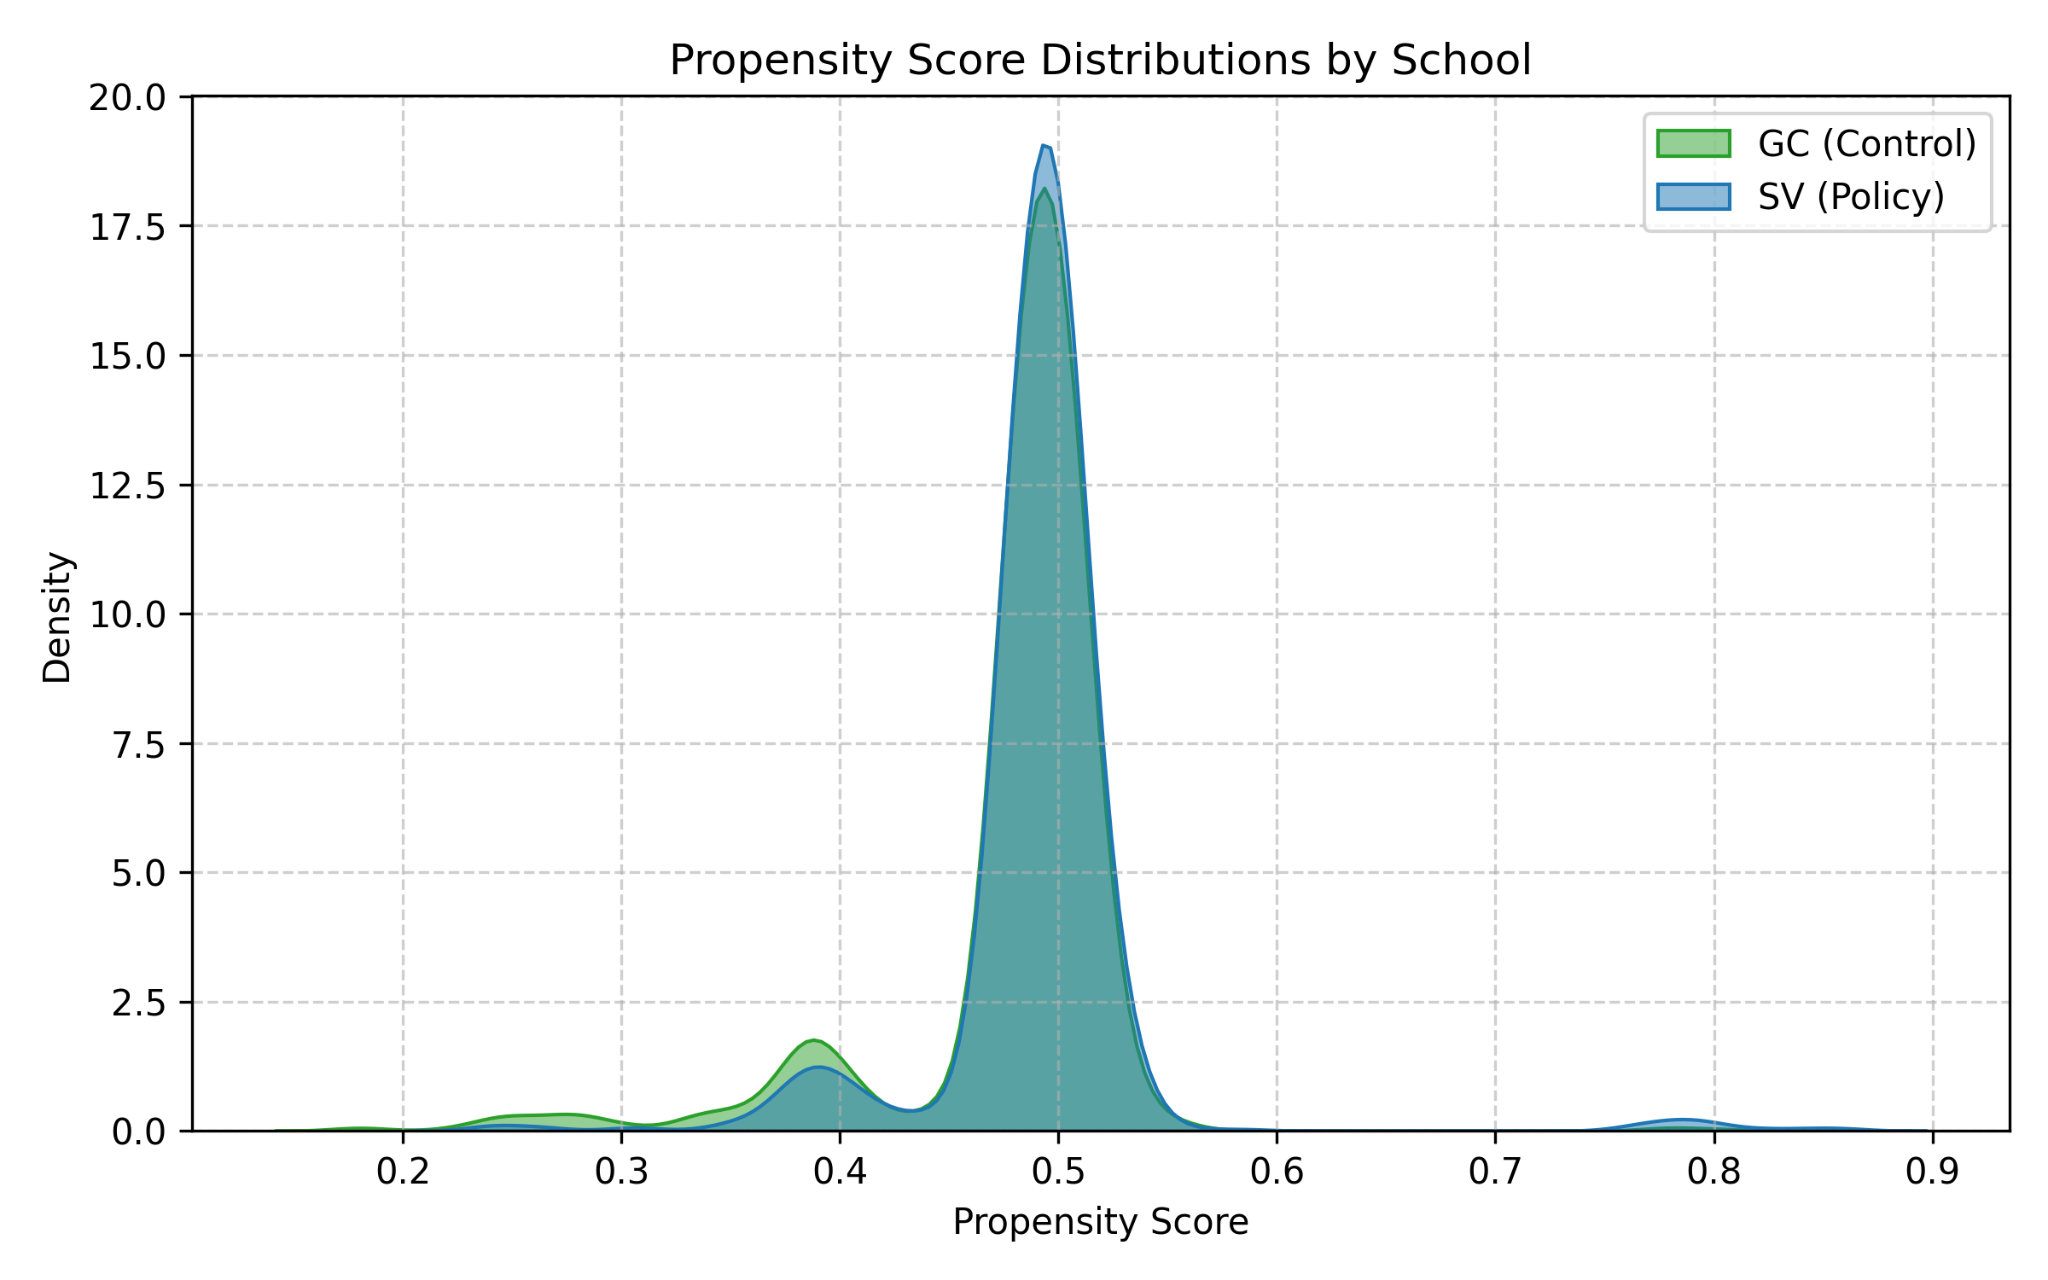 Propensity Score Distributions by School
GC (Control)
SV (Policy)
Density
20.0
17.5
15.0
12.5
10.0
7.5
5.0
2.5
0.0
0.2 0.3 0.4 0.5 0.6 0.7 0.8 0.9
Propensity Score